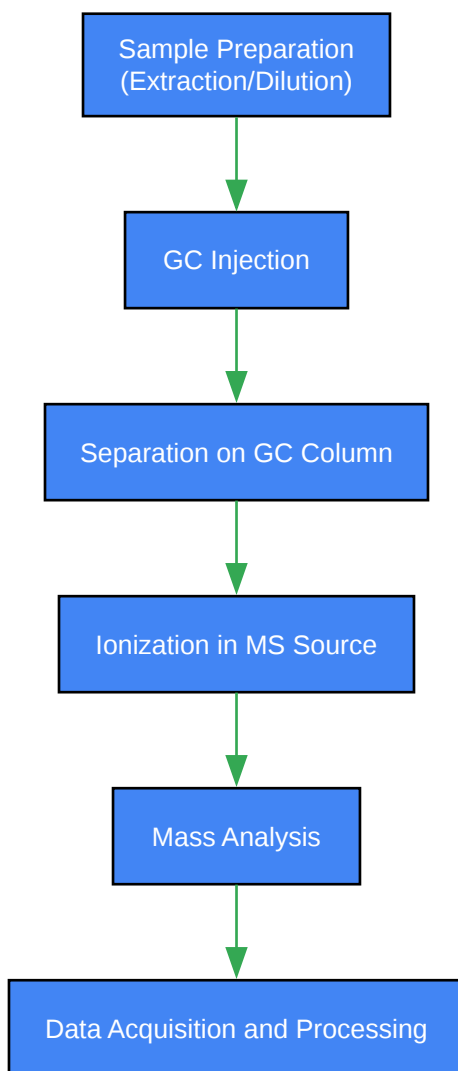 Sample Preparation
(Extraction/Dilution)
GC Injection
Separation on GC Column
Ionization in MS Source
Mass Analysis
Data Acquisition and Processing